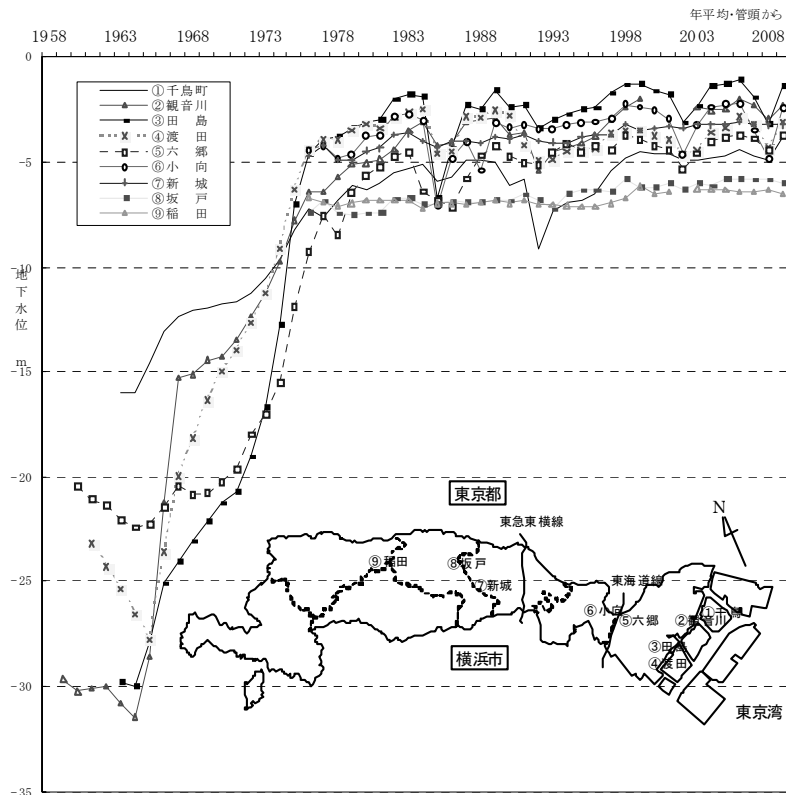 年平均・管頭から
1958 1963 1968 1973 1978 1983 1988 1993 1998 2003 2008
0
-5
-10
-15
-20
-25
-30
-35
地下水位 m
①千鳥町
②観音川
③田 島
④渡 田
⑤六 郷
⑥小 向
⑦新 城
⑧坂 戸
⑨稲 田
東京都
N
東急東横線
⑨稲田
⑧坂戸
⑦新城
東海道線
⑥小向
⑤六郷
②観音川
①千鳥
③田島
④渡田
横浜市
東京湾